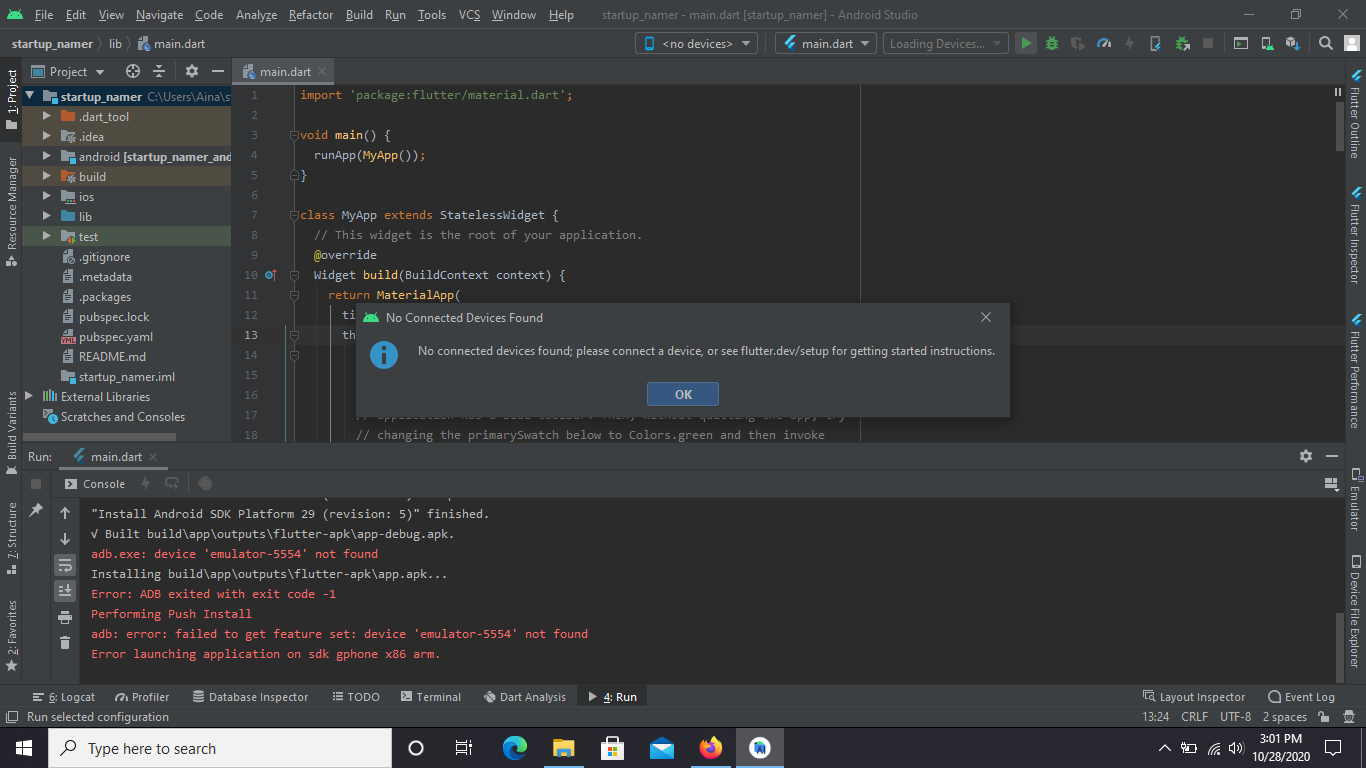 File Edit View Navigate Code Analyze Refactor Build Run Tools VCS Window Help startup_namer - main.dart [startup_namer] - Android Studio
startup_namer lib main.dart <no devices> main.dart Loading Devices...
1: Project
Resource Manager
Build Variants
7: Structure
2: Favorites
Project
startup_namer C:\Users\Aina\s
.dart_tool
.idea
android [startup_namer_and
build
ios
lib
test
.gitignore
.metadata
.packages
pubspec.lock
pubspec.yaml
README.md
startup_namer.iml
External Libraries
Scratches and Consoles
main.dart
1 import 'package:flutter/material.dart';
2
3 void main() {
4 runApp(MyApp());
5 }
6
7 class MyApp extends StatelessWidget {
8 // This widget is the root of your application.
9 @override
10 Widget build(BuildContext context) {
11 return MaterialApp(
12 ti
13 th
14
15
16
17
18 // changing the primarySwatch below to Colors.green and then invoke
No Connected Devices Found
No connected devices found; please connect a device, or see flutter.dev/setup for getting started instructions.
OK
Flutter Outline
Flutter Inspector
Flutter Performance
Emulator
Device File Explorer
Run: main.dart
Console
"Install Android SDK Platform 29 (revision: 5)" finished.
√ Built build\app\outputs\flutter-apk\app-debug.apk.
adb.exe: device 'emulator-5554' not found
Installing build\app\outputs\flutter-apk\app.apk...
Error: ADB exited with exit code -1
Performing Push Install
adb: error: failed to get feature set: device 'emulator-5554' not found
Error launching application on sdk gphone x86 arm.
6: Logcat Profiler Database Inspector TODO Terminal Dart Analysis 4: Run Layout Inspector Event Log
Run selected configuration 13:24 CRLF UTF-8 2 spaces
Type here to search
3:01 PM
10/28/2020